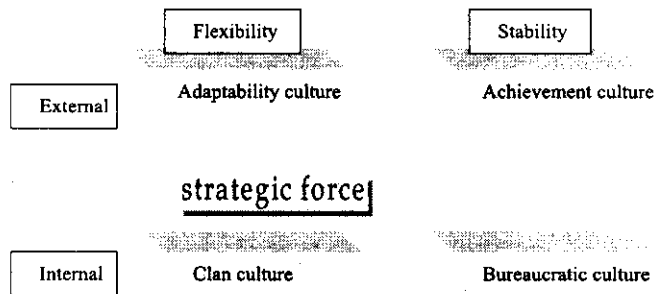 Flexibility Stability
External Adaptability culture Achievement culture
strategic force
Internal Clan culture Bureaucratic culture